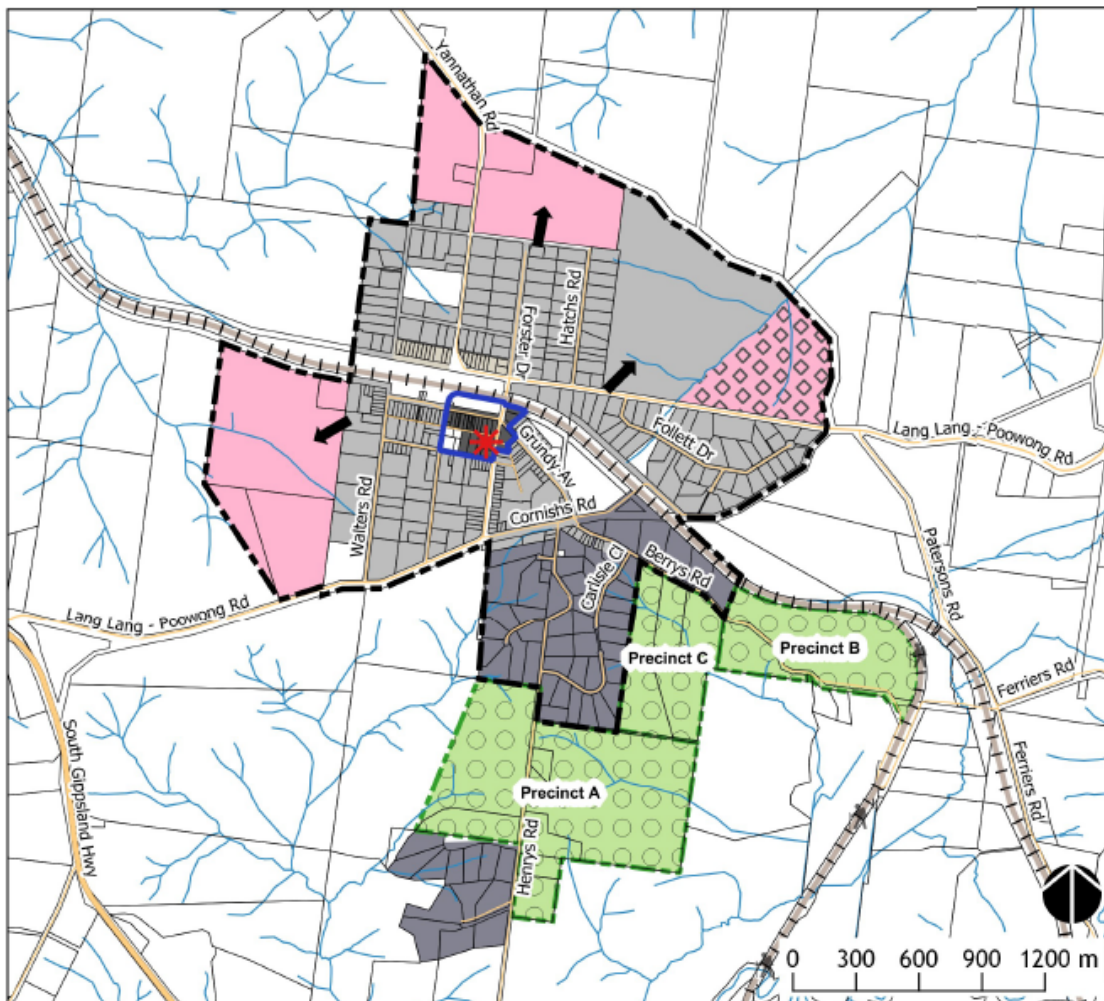 Yannathan Rd
Forster Dr
Hatchs Rd
Grundy Av
Follett Dr
Lang Lang - Poowong Rd
Walters Rd
Cornishs Rd
Berrys Rd
Carlisle Cl
Patersons Rd
Lang Lang - Poowong Rd
Precinct C
Precinct B
Ferriers Rd
South Gippsland Hwy
Precinct A
Ferriers Rd
Henrys Rd
0 300 600 900 1200 m